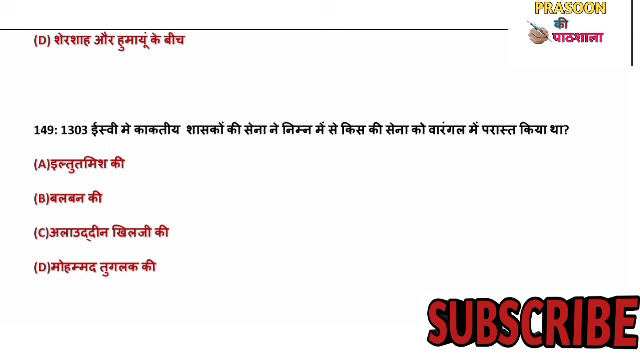 PRASOON
की
पाठशाला
(D) शेरशाह और हुमायूं के बीच
149: 1303 ईस्वी मे काकतीय शासकों की सेना ने निम्न में से किस की सेना को वारंगल में परास्त किया था?
(A)इल्तुतमिश की
(B)बलबन की
(C)अलाउद्दीन खिलजी की
(D)मोहम्मद तुगलक की
SUBSCRIBE